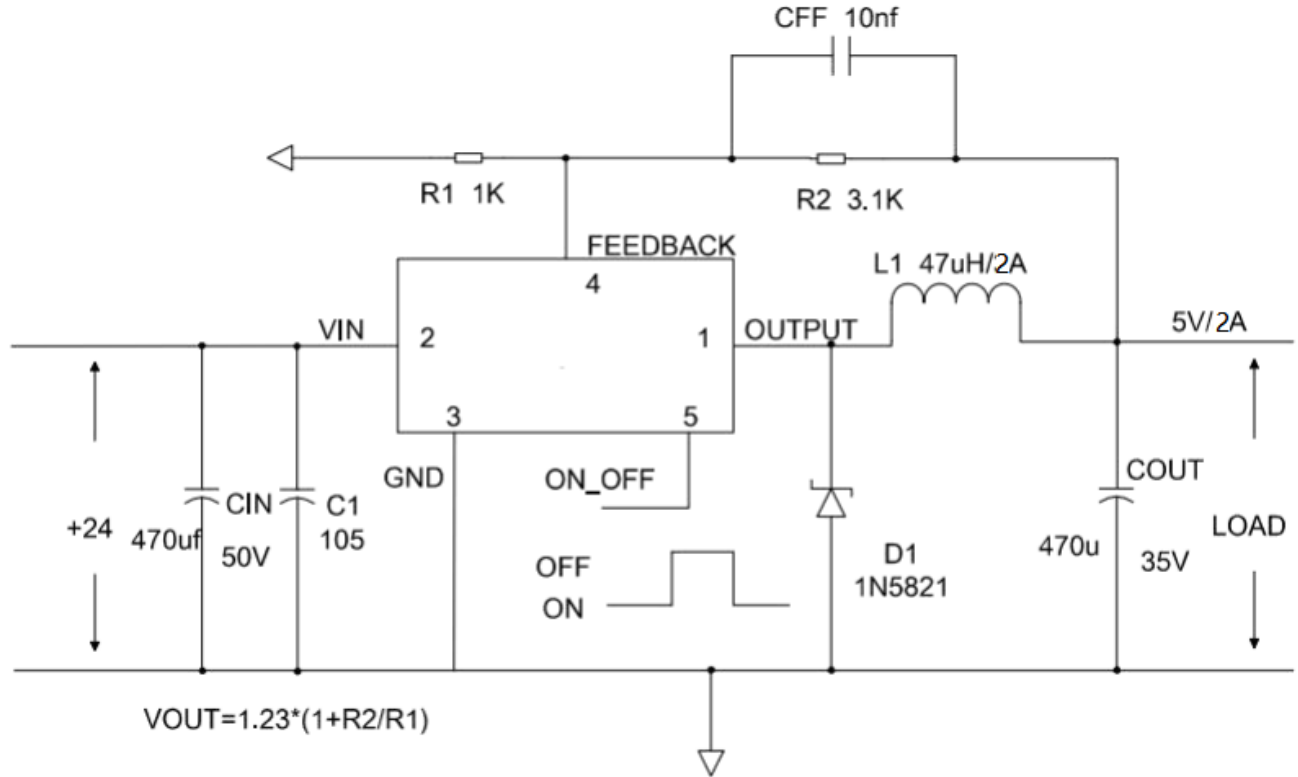 CFF 10nf
R1 1K
R2 3.1K
FEEDBACK
4
L1 47uH/2A
VIN
2
1
OUTPUT
5V/2A
3
5
GND
ON_OFF
+24
470uf
CIN
50V
C1
105
OFF
ON
D1
1N5821
COUT
470u
35V
LOAD
VOUT=1.23*(1+R2/R1)